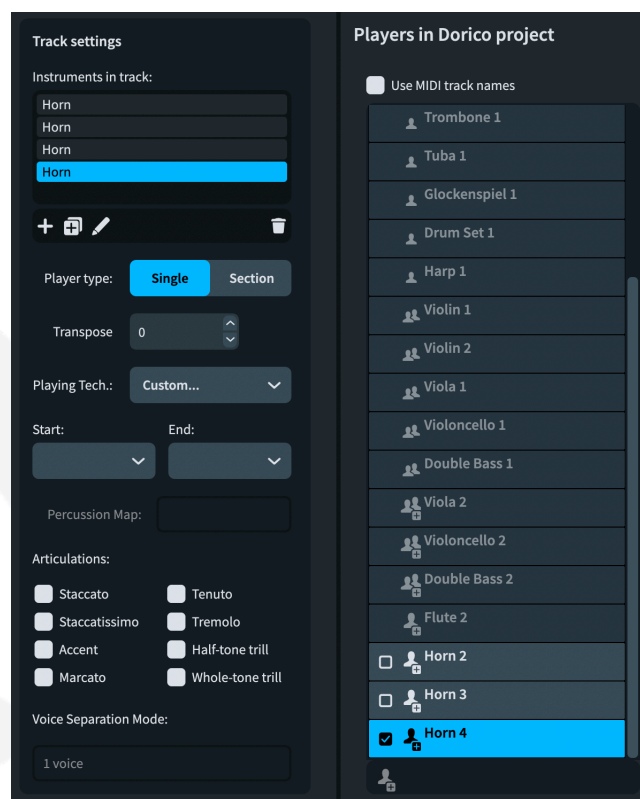 Track settings
Instruments in track:
Horn
Horn
Horn
Horn
Player type:
Single
Section
Transpose
0
Playing Tech.:
Custom...
Start:
End:
Percussion Map:
Articulations:
Staccato
Tenuto
Staccatissimo
Tremolo
Accent
Half-tone trill
Marcato
Whole-tone trill
Voice Separation Mode:
1 voice
Players in Dorico project
Use MIDI track names
Trombone 1
Tuba 1
Glockenspiel 1
Drum Set 1
Harp 1
Violin 1
Violin 2
Viola 1
Violoncello 1
Double Bass 1
Viola 2
Violoncello 2
Double Bass 2
Flute 2
Horn 2
Horn 3
Horn 4